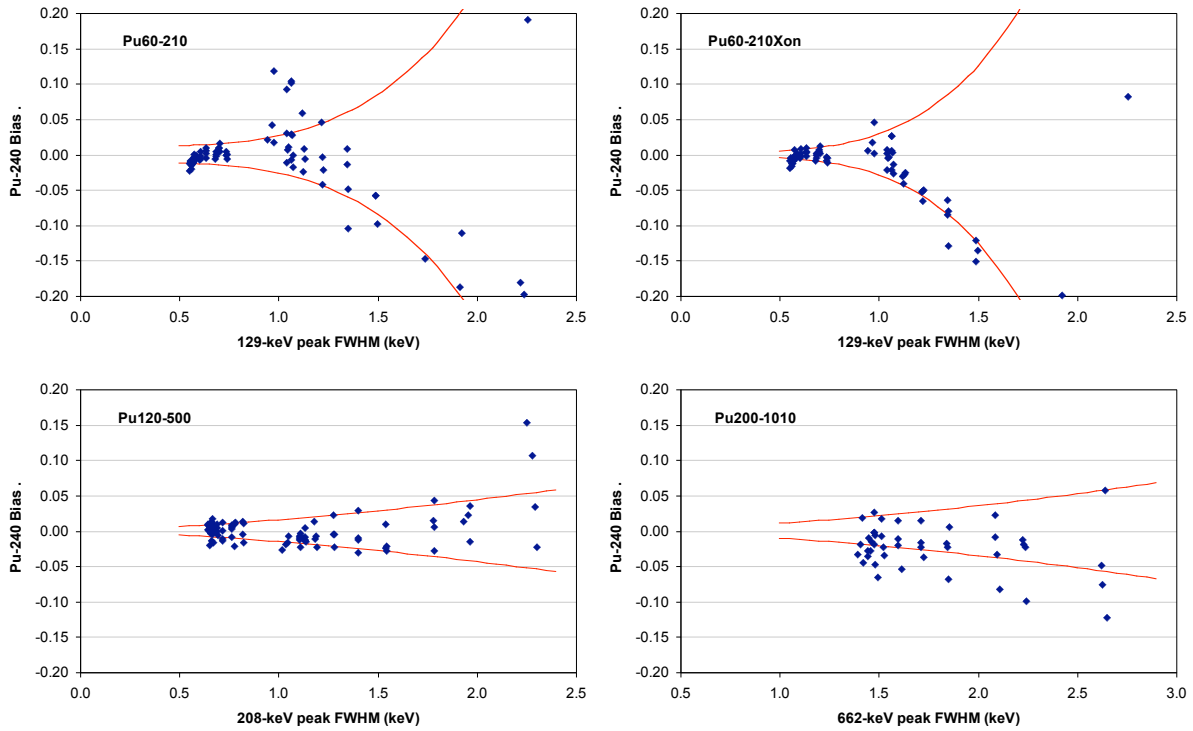 Pu60-210
Pu-240 Bias .
0.20
0.15
0.10
0.05
0.00
-0.05
-0.10
-0.15
-0.20
0.0 0.5 1.0 1.5 2.0 2.5
129-keV peak FWHM (keV)
Pu60-210Xon
Pu-240 Bias .
0.20
0.15
0.10
0.05
0.00
-0.05
-0.10
-0.15
-0.20
0.0 0.5 1.0 1.5 2.0 2.5
129-keV peak FWHM (keV)
Pu120-500
Pu-240 Bias .
0.20
0.15
0.10
0.05
0.00
-0.05
-0.10
-0.15
-0.20
0.0 0.5 1.0 1.5 2.0 2.5
208-keV peak FWHM (keV)
Pu200-1010
Pu-240 Bias .
0.20
0.15
0.10
0.05
0.00
-0.05
-0.10
-0.15
-0.20
0.5 1.0 1.5 2.0 2.5 3.0
662-keV peak FWHM (keV)